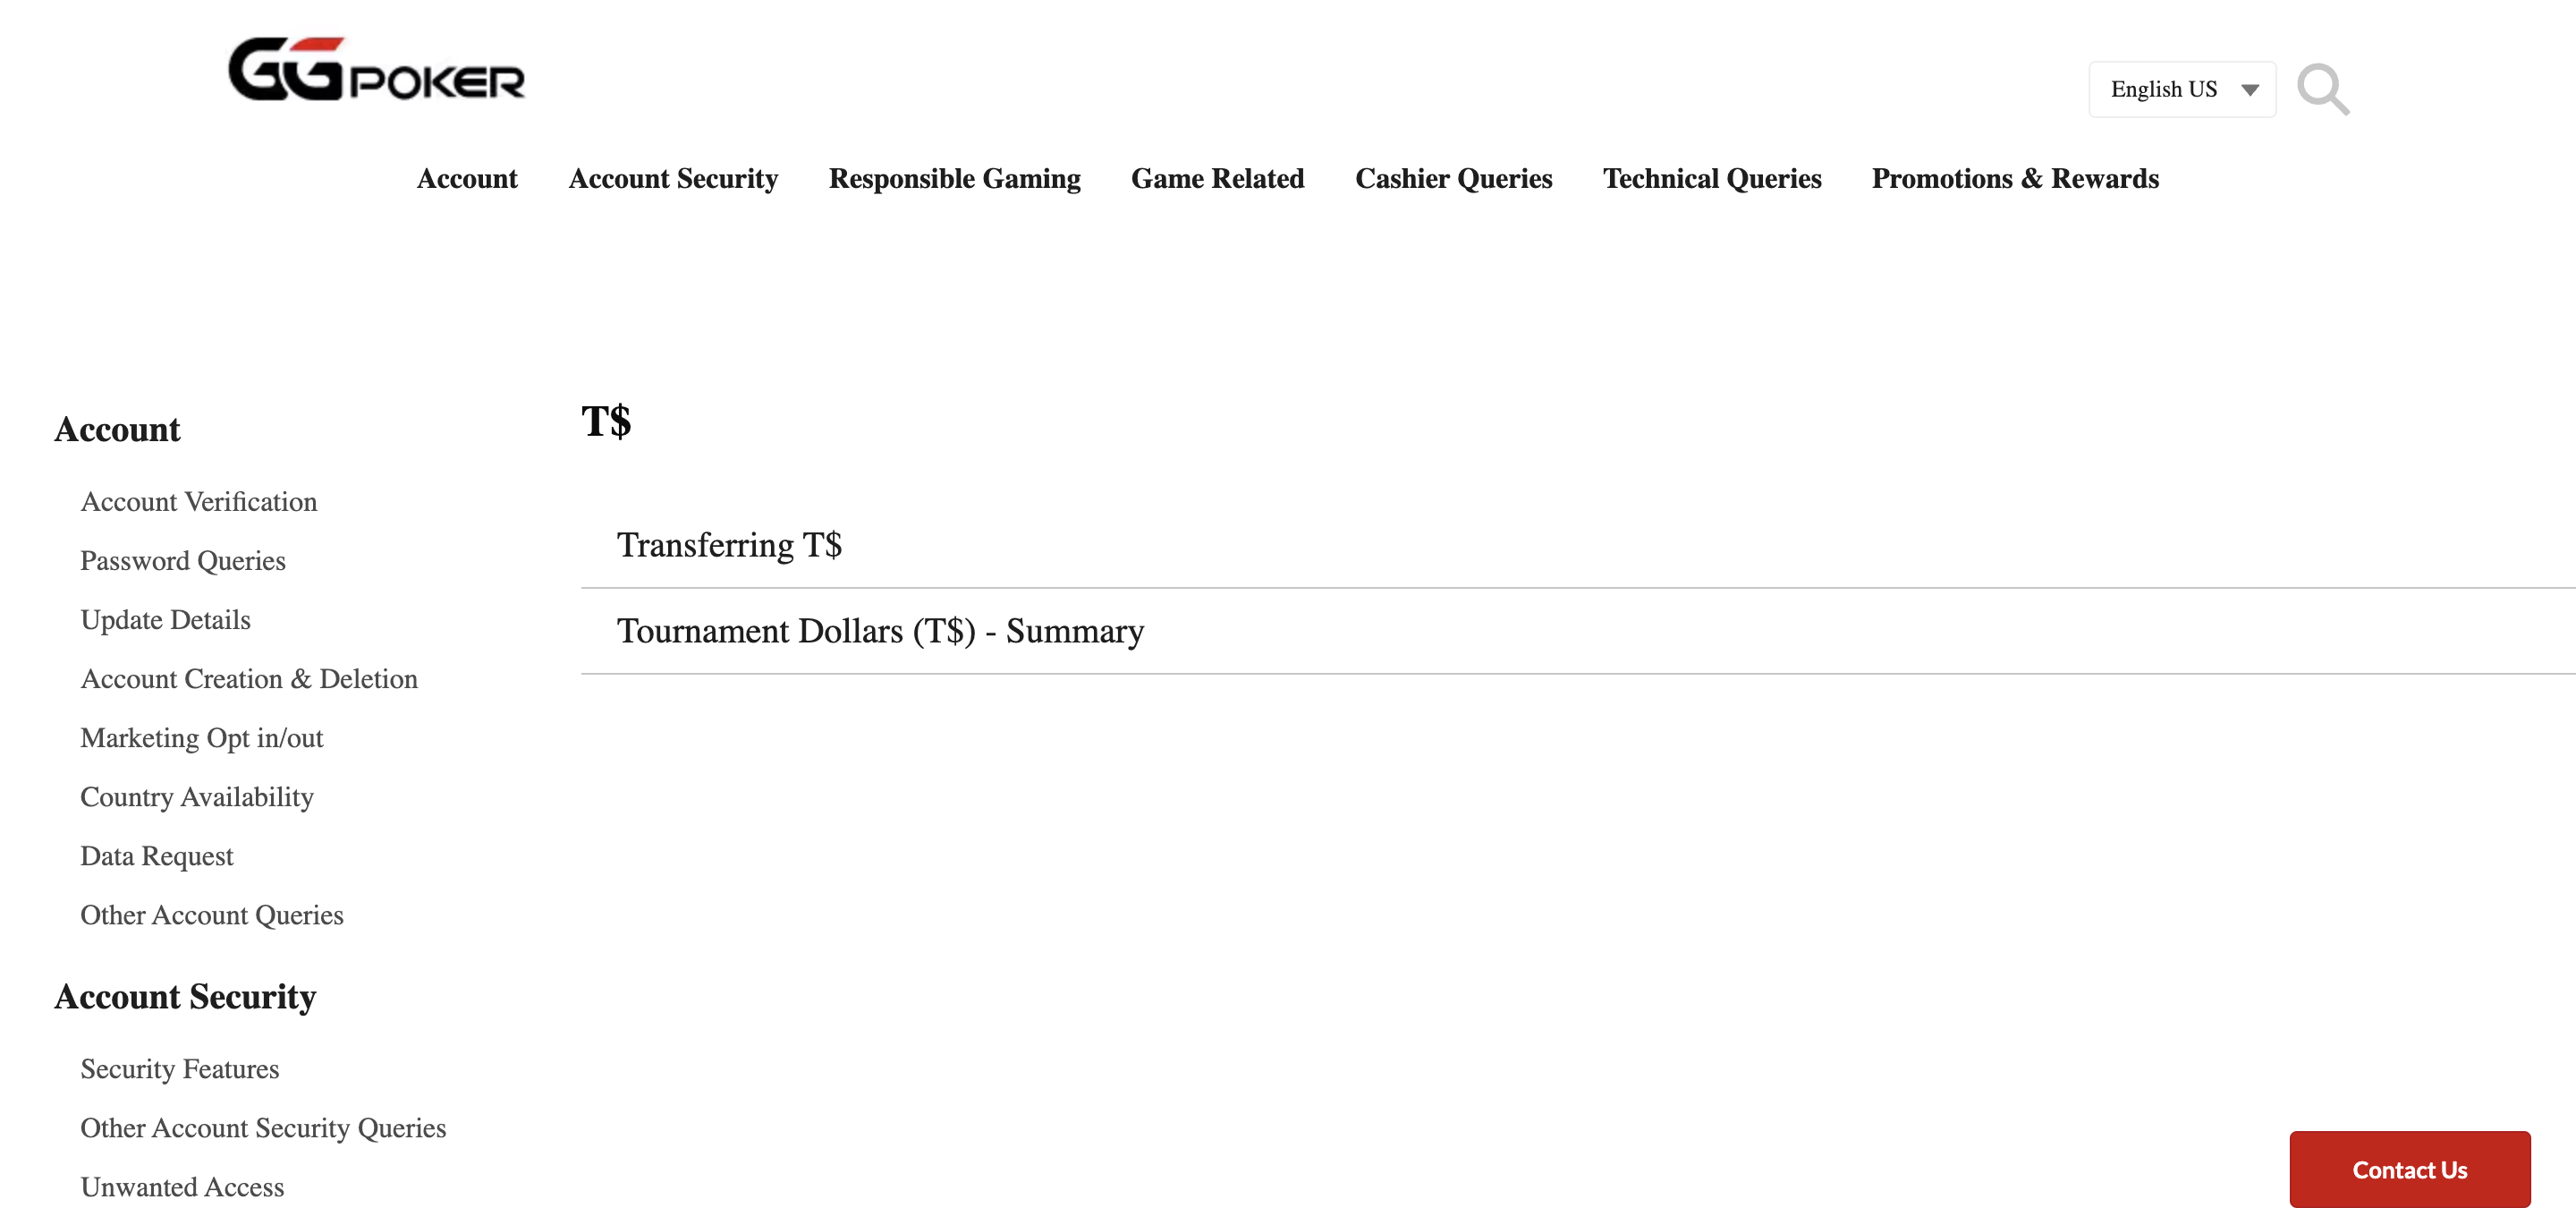 GGPOKER
English US
Account Account Security Responsible Gaming Game Related Cashier Queries Technical Queries Promotions & Rewards
Account
Account Verification
Password Queries
Update Details
Account Creation & Deletion
Marketing Opt in/out
Country Availability
Data Request
Other Account Queries
Account Security
Security Features
Other Account Security Queries
Unwanted Access
T$
Transferring T$
Tournament Dollars (T$) - Summary
Contact Us